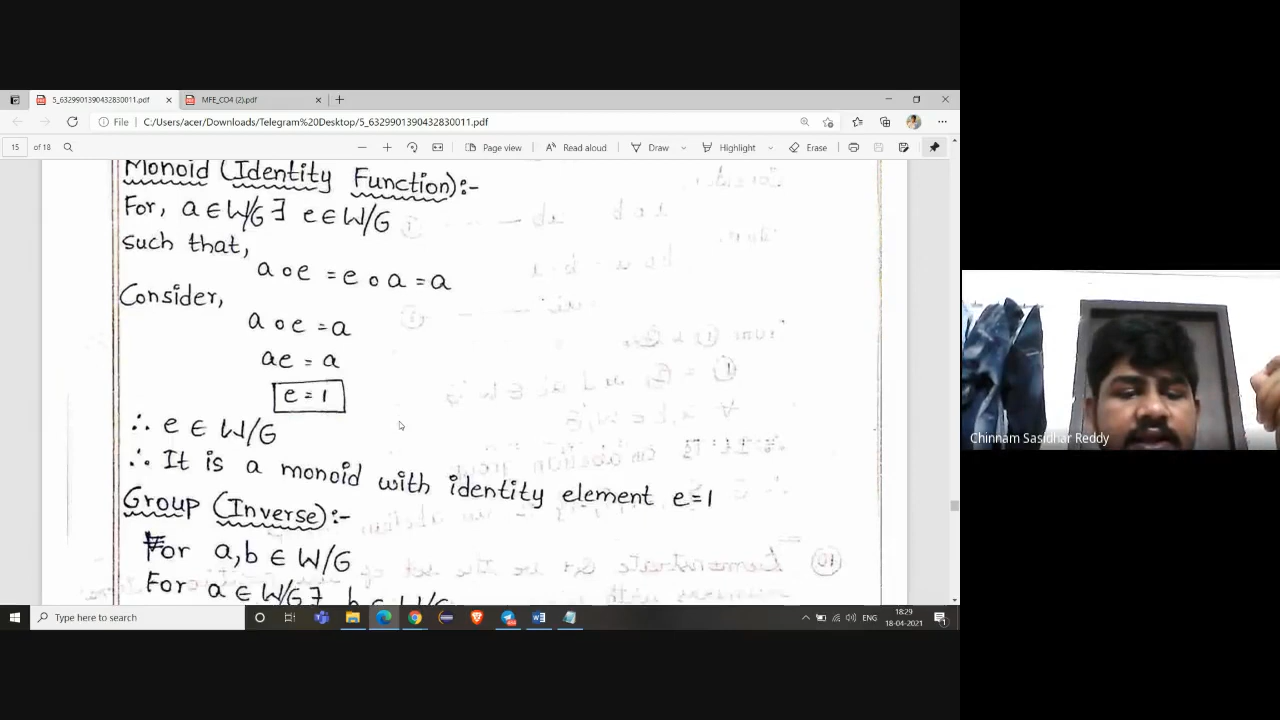 5_6329901390432830011.pdf
MFE_CO4 (2).pdf
File
C:/Users/acer/Downloads/Telegram%20Desktop/5_6329901390432830011.pdf
15 of 18
Page view
Read aloud
Draw
Highlight
Erase
Monoid (Identity Function):-
For, a ∈ W/G ∃ e ∈ W/G
such that,
a o e = e o a = a
Consider,
a o e = a
ae = a
e = 1
∴ e ∈ W/G
∴ It is a monoid with identity element e=1
Group (Inverse):-
For a,b ∈ W/G
For a ∈ W/G ∃ b ∈ W/G
Chinnam Sasidhar Reddy
Type here to search
ENG
18:29
18-04-2021